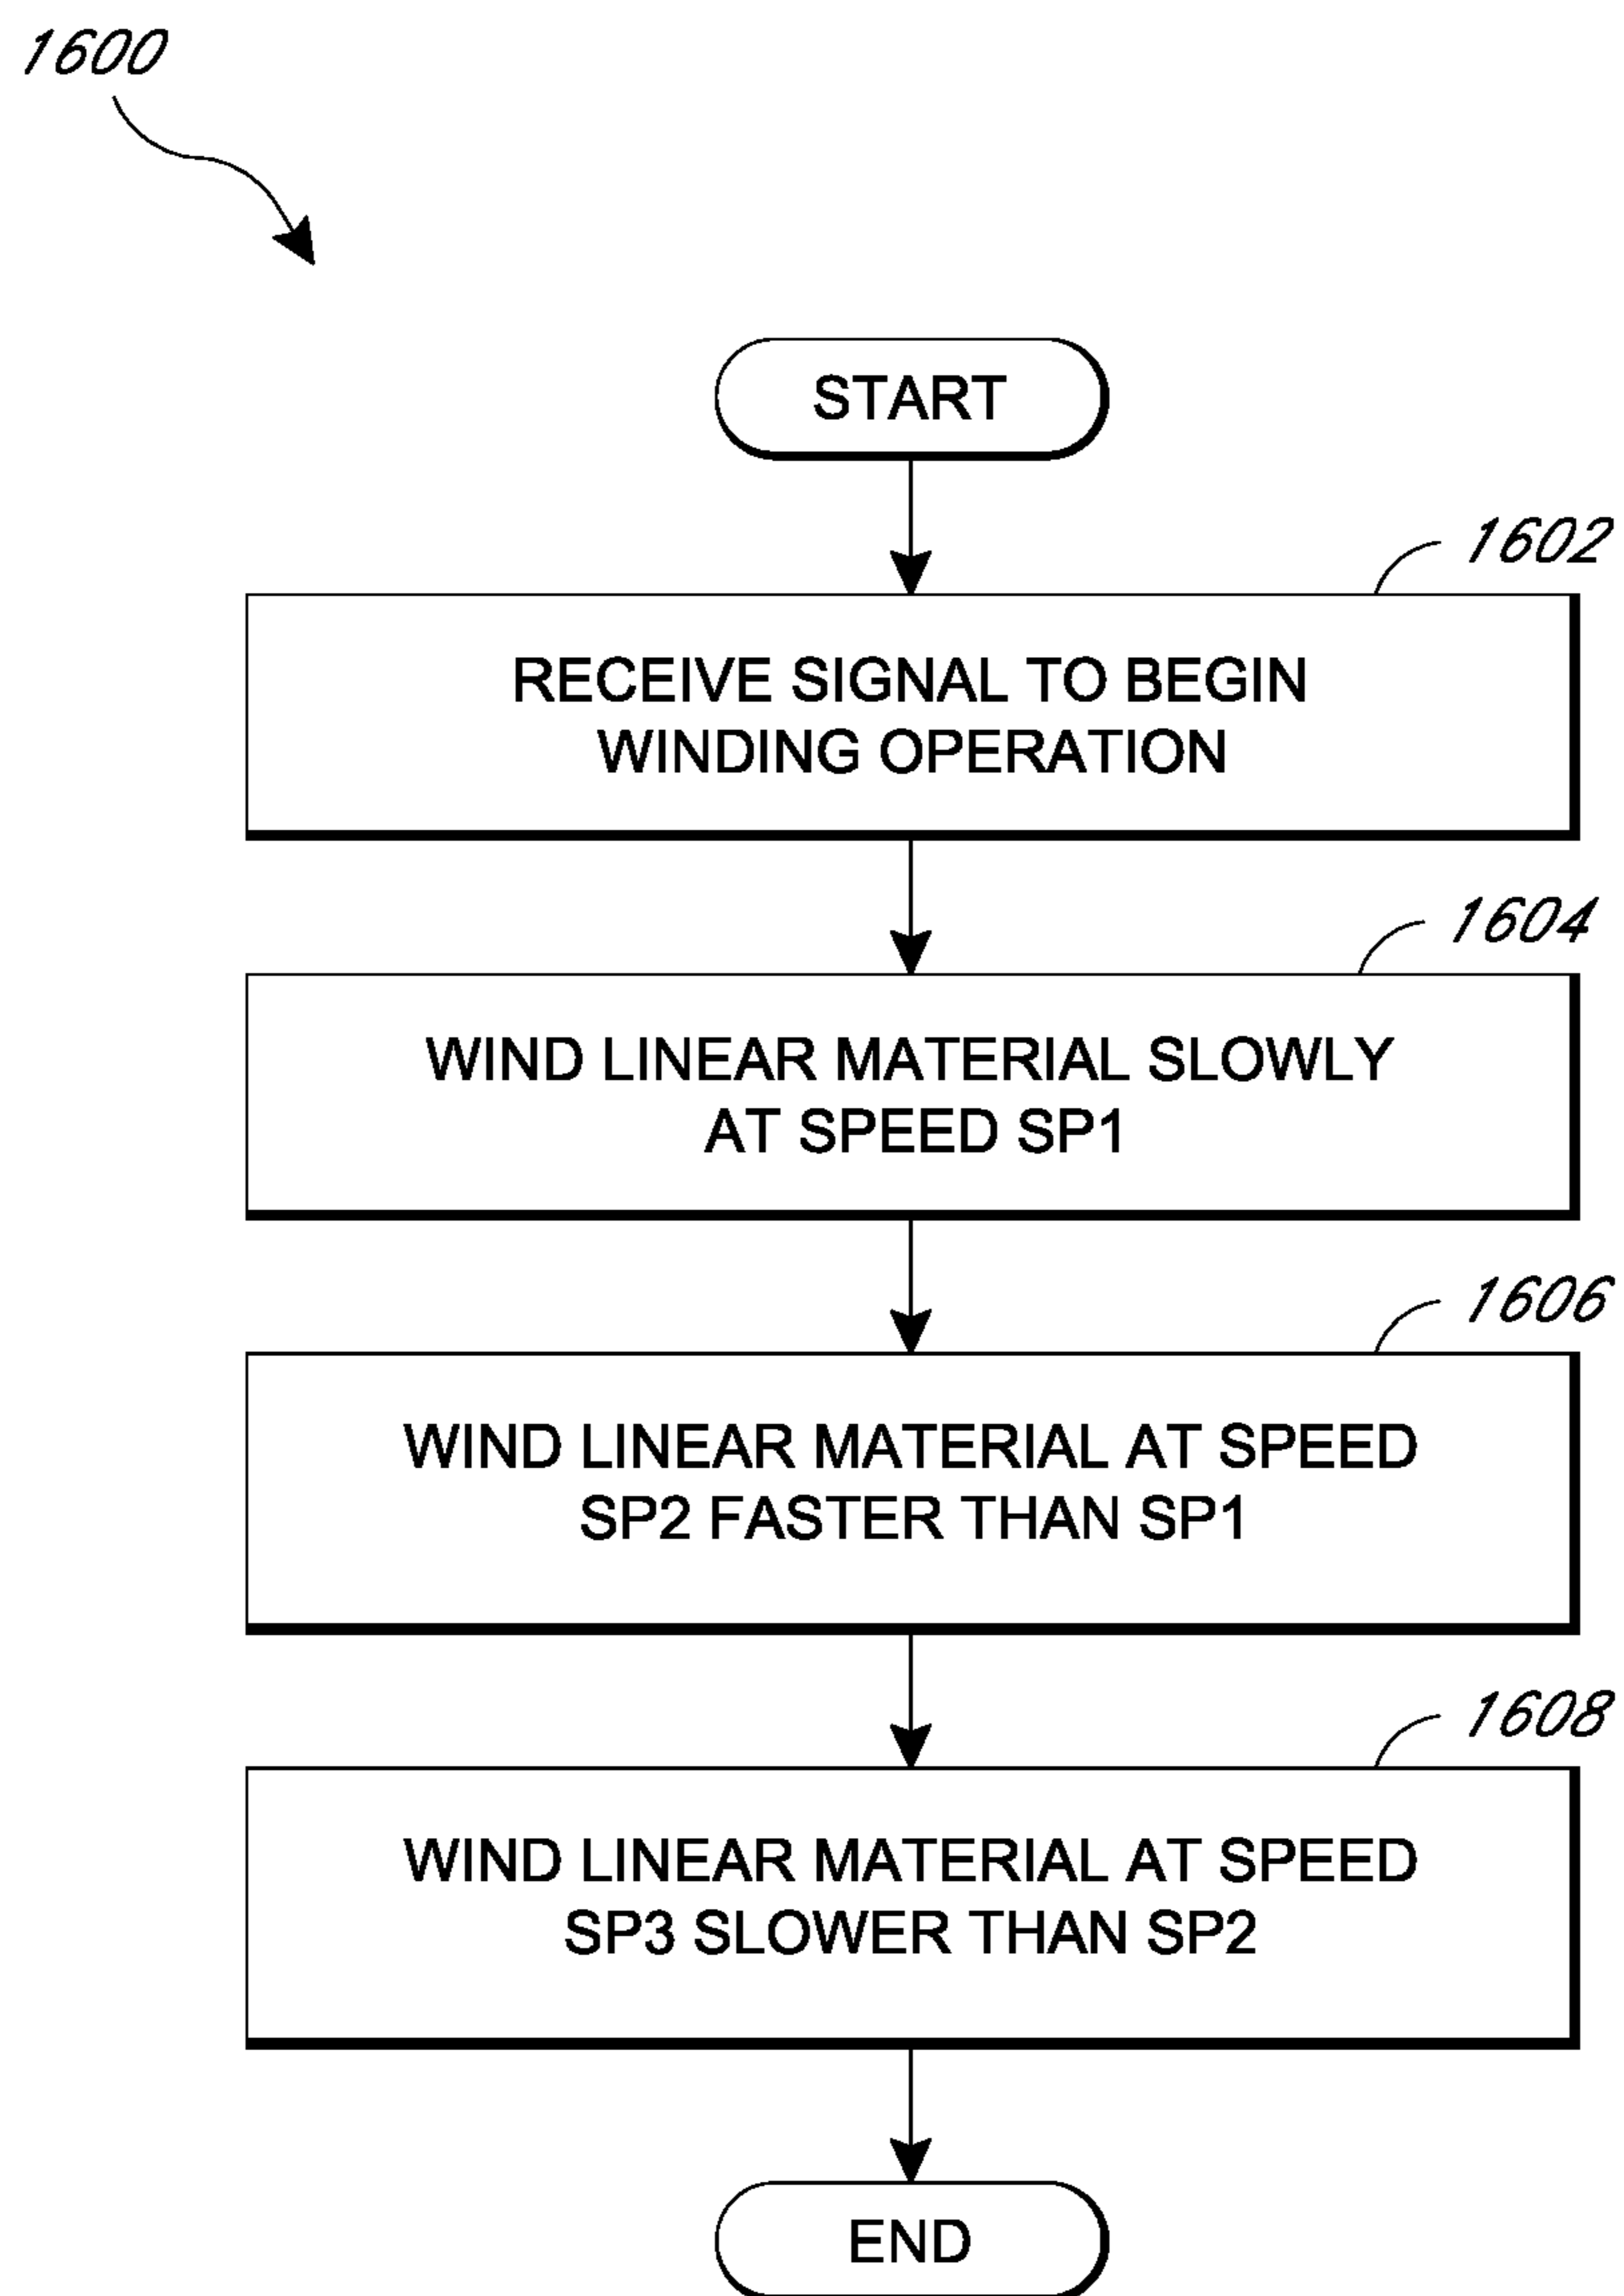 1600
START
1602
RECEIVE SIGNAL TO BEGIN
WINDING OPERATION
1604
WIND LINEAR MATERIAL SLOWLY
AT SPEED SP1
1606
WIND LINEAR MATERIAL AT SPEED
SP2 FASTER THAN SP1
1608
WIND LINEAR MATERIAL AT SPEED
SP3 SLOWER THAN SP2
END